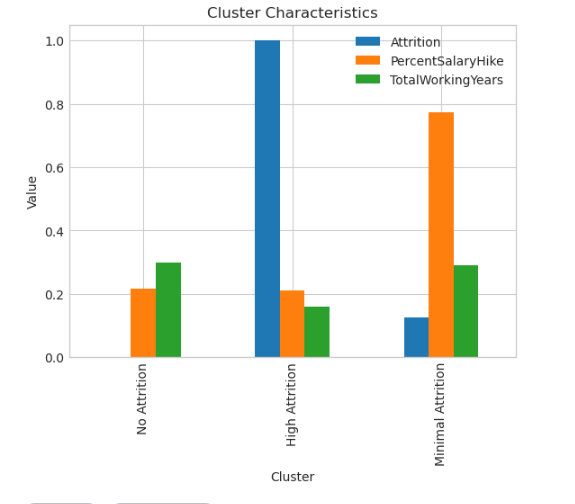 Cluster Characteristics
Attrition
PercentSalaryHike
TotalWorkingYears
1.0
0.8
0.6
0.4
0.2
0.0
Value
No Attrition
High Attrition
Minimal Attrition
Cluster